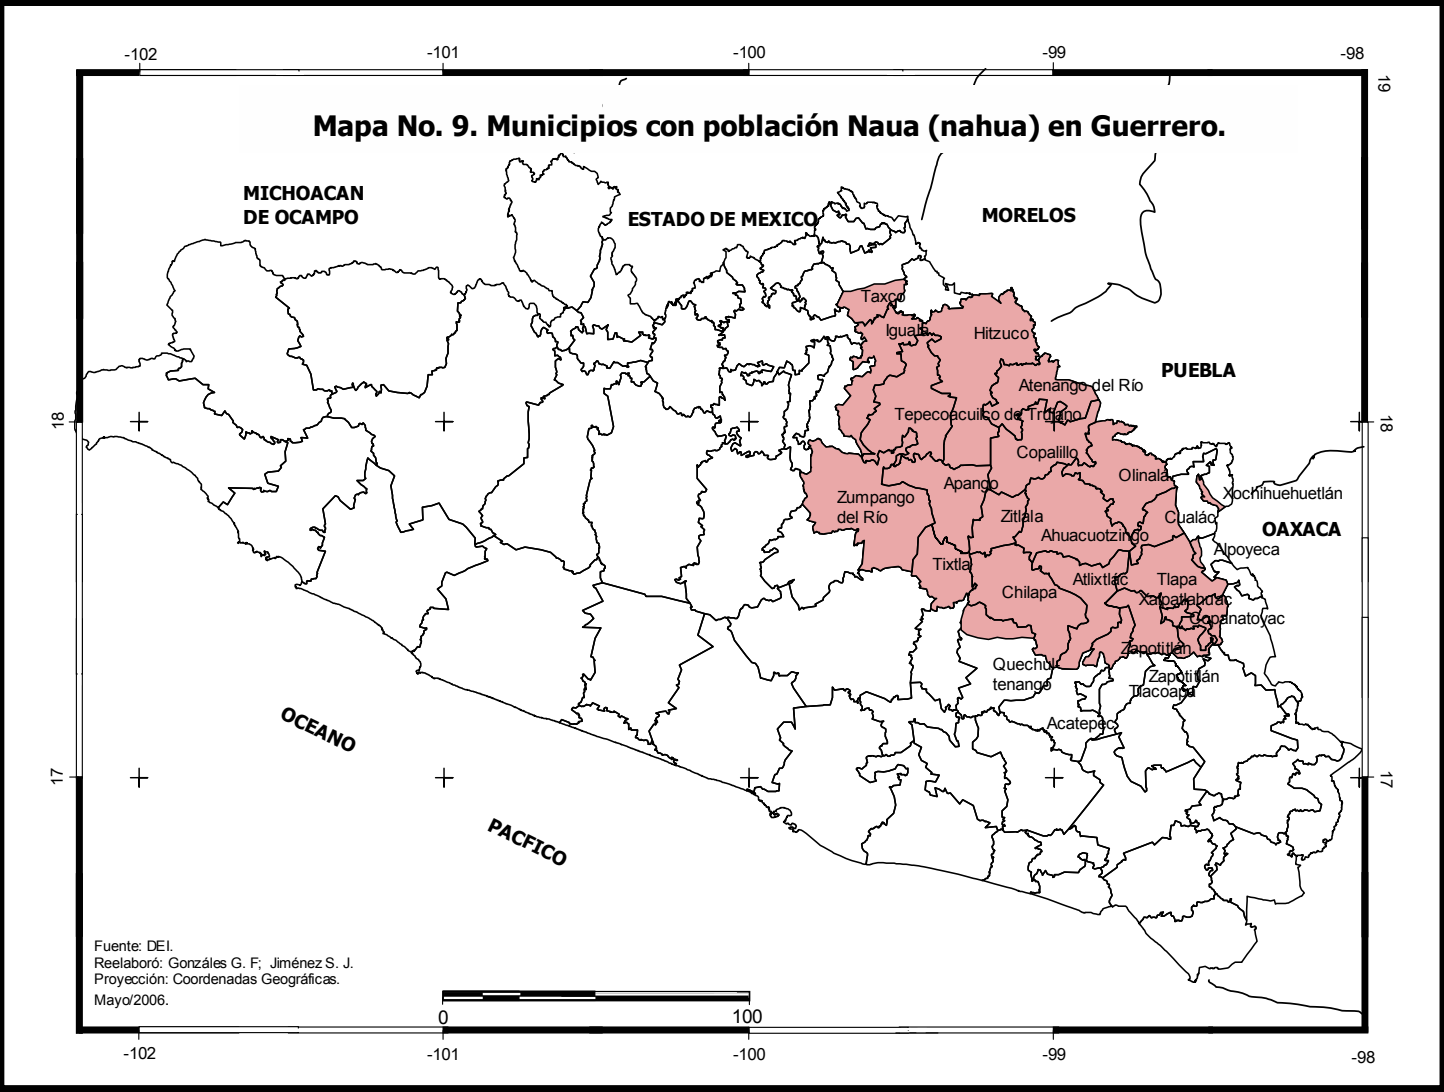 -102
-101
-100
-99
-98
19
Mapa No. 9. Municipios con población Naua (nahua) en Guerrero.
MICHOACAN
DE OCAMPO
ESTADO DE MEXICO
MORELOS
Taxco
Iguala
Hitzuco
PUEBLA
Atenango del Río
Tepecoacuilco de Trujano
18
18
Copalillo
Olinalá
Apango
Xochihuehuetlán
Zumpango
del Río
Zitlala
Cualác
OAXACA
Ahuacuotzingo
Alpoyeca
Tixtla
Atlixtlác
Tlapa
Chilapa
Xalpatlahuac
Copanatoyac
Zapotitlán
Quechul
tenango
Zapotitlán
Tlacoapa
Acatepec
OCEANO
17
17
PACFICO
Fuente: DEI.
Reelaboró: Gonzáles G. F; Jiménez S. J.
Proyección: Coordenadas Geográficas.
Mayo/2006.
0
100
-102
-101
-100
-99
-98